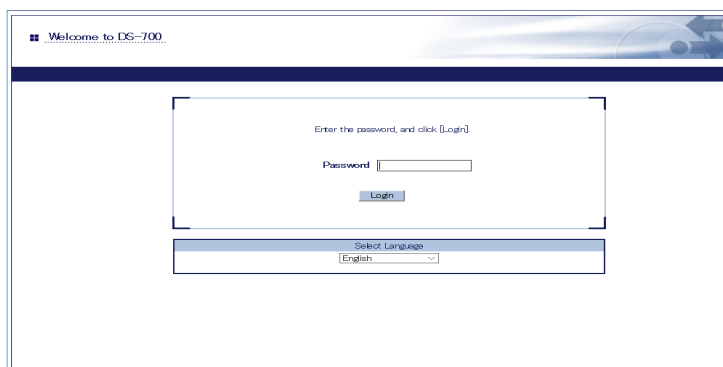 Welcome to DS-700
Enter the password, and click [Login].
Password
Login
Select Language
English